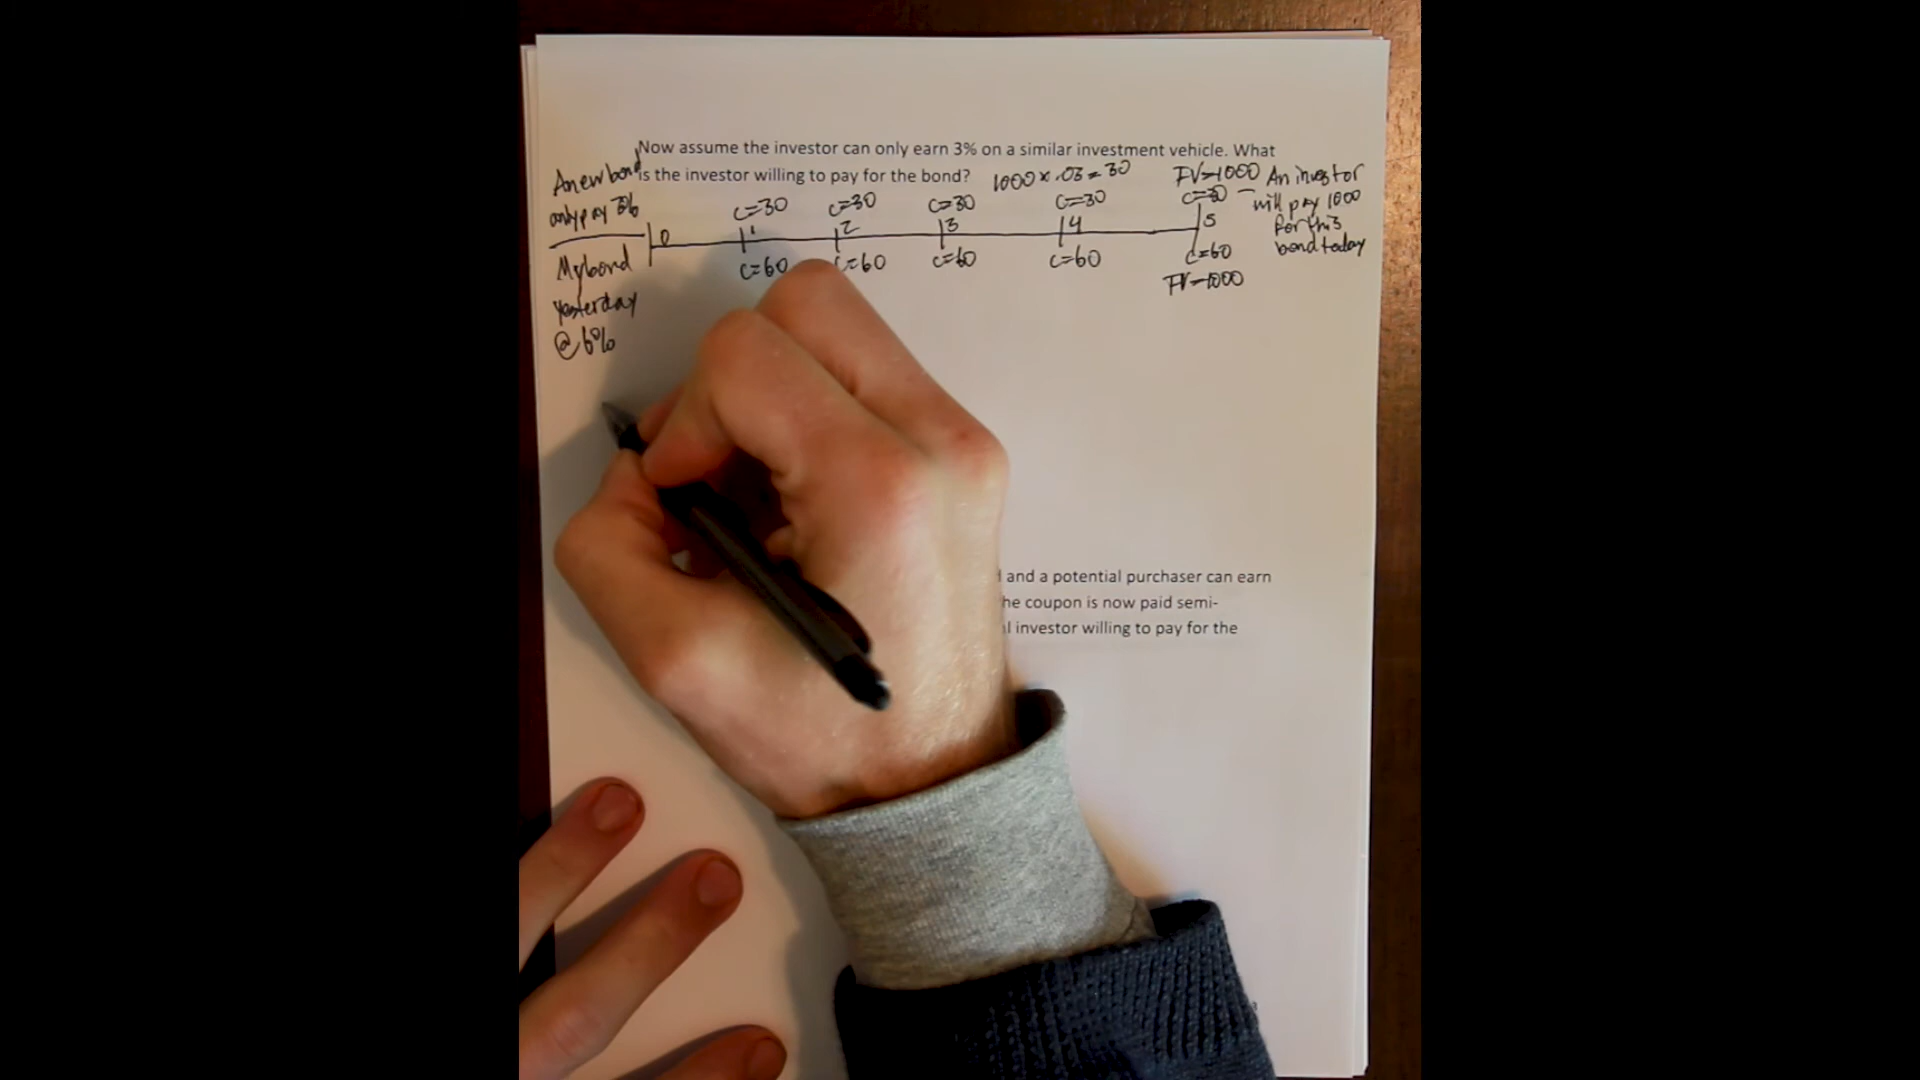 Now assume the investor can only earn 3% on a similar investment vehicle. What
is the investor willing to pay for the bond?
1000 x .03 = 30
A new bond
only pay 3%
My bond
yesterday
@ 6%
FV=1000
c=30 c=30 c=30 c=30 c=30
0 1 2 3 4 5
c=60 c=60 c=60 c=60 c=60
FV=1000
An investor
will pay 1000
for this
bond today
and a potential purchaser can earn
he coupon is now paid semi-
l investor willing to pay for the